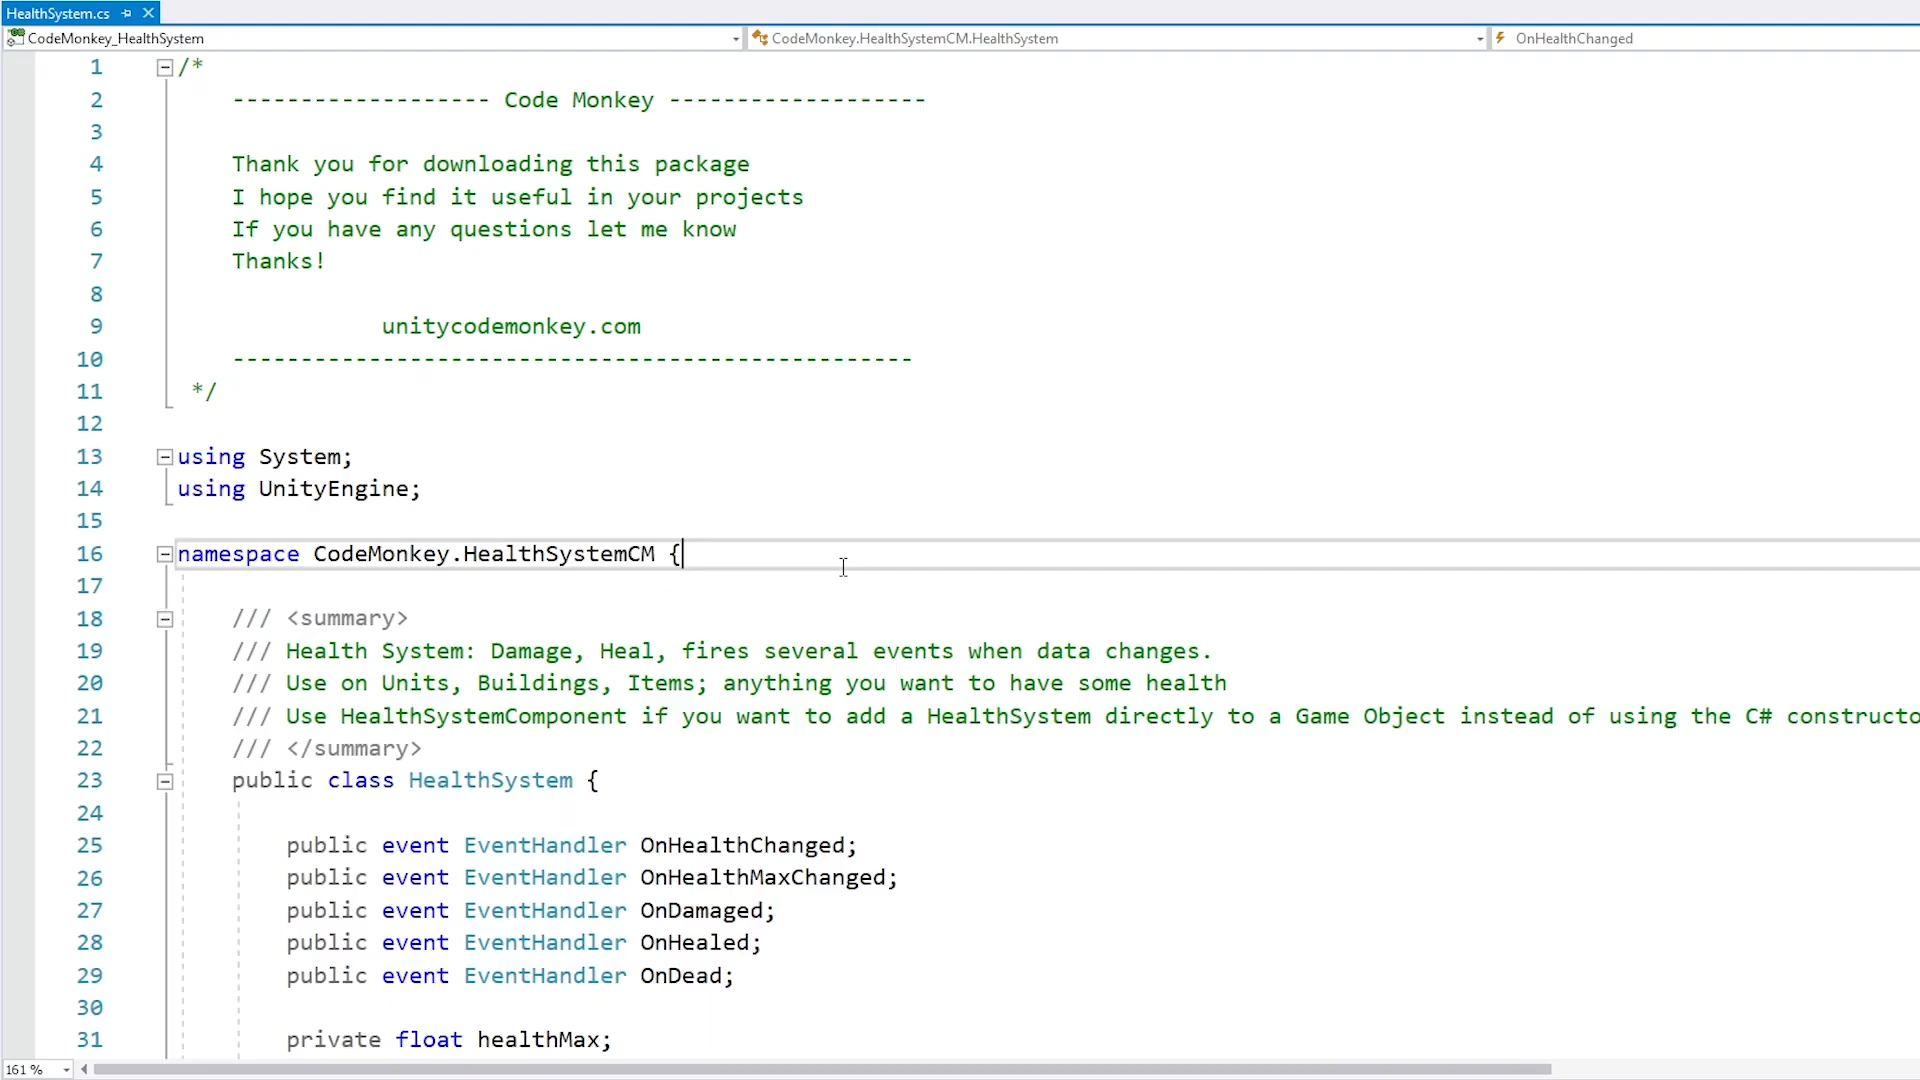 HealthSystem.cs
CodeMonkey_HealthSystem CodeMonkey.HealthSystemCM.HealthSystem OnHealthChanged
1 /*
2 ------------------- Code Monkey -------------------
3
4 Thank you for downloading this package
5 I hope you find it useful in your projects
6 If you have any questions let me know
7 Thanks!
8
9 unitycodemonkey.com
10 --------------------------------------------------
11 */
12
13 using System;
14 using UnityEngine;
15
16 namespace CodeMonkey.HealthSystemCM {
17
18 /// <summary>
19 /// Health System: Damage, Heal, fires several events when data changes.
20 /// Use on Units, Buildings, Items; anything you want to have some health
21 /// Use HealthSystemComponent if you want to add a HealthSystem directly to a Game Object instead of using the C# constructo
22 /// </summary>
23 public class HealthSystem {
24
25 public event EventHandler OnHealthChanged;
26 public event EventHandler OnHealthMaxChanged;
27 public event EventHandler OnDamaged;
28 public event EventHandler OnHealed;
29 public event EventHandler OnDead;
30
31 private float healthMax;
161 %